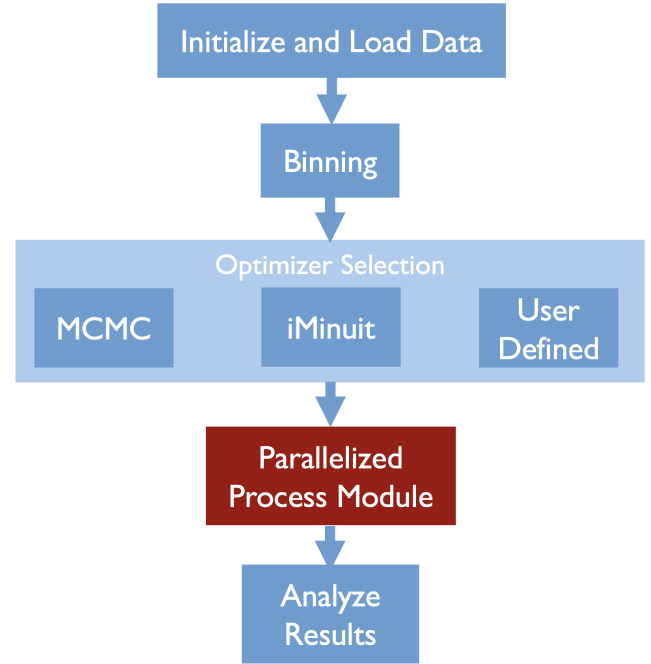 Initialize and Load Data
Binning
Optimizer Selection
MCMC
iMinuit
User
Defined
Parallelized
Process Module
Analyze
Results